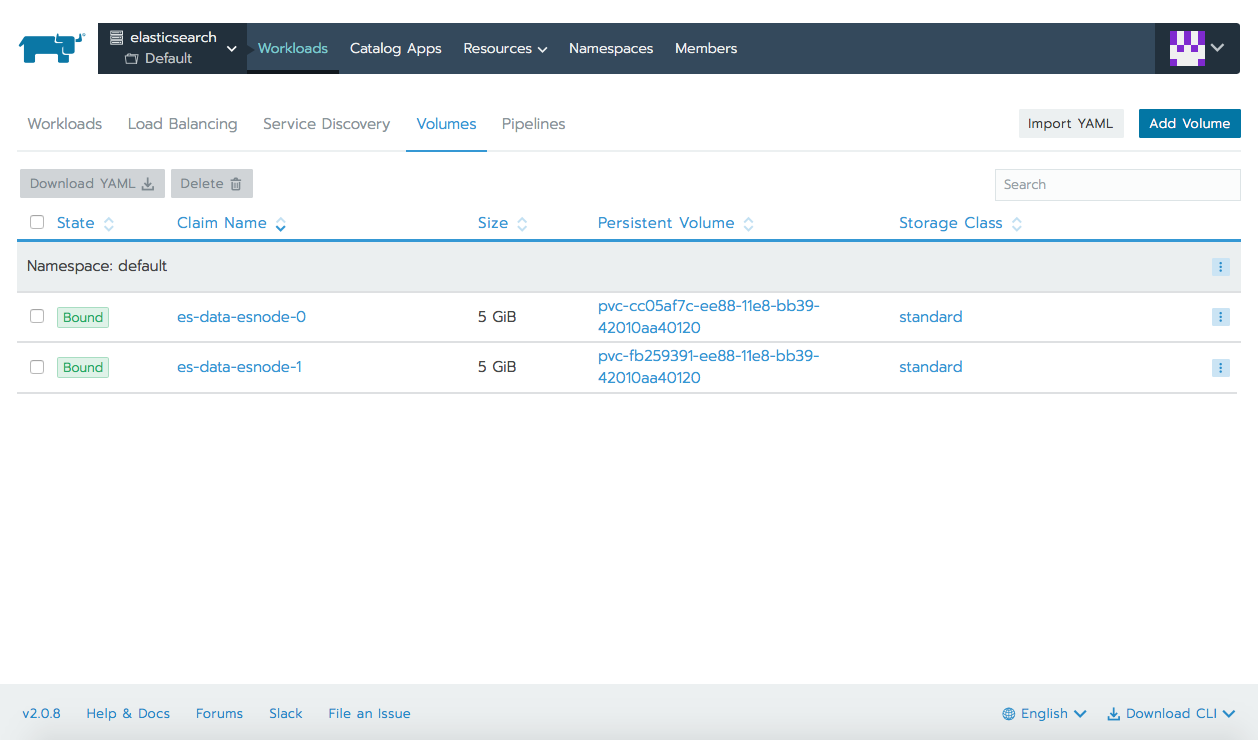 elasticsearch
Default
Workloads Catalog Apps Resources Namespaces Members
Workloads Load Balancing Service Discovery Volumes Pipelines Import YAML Add Volume
Download YAML Delete Search
State Claim Name Size Persistent Volume Storage Class
Namespace: default
Bound es-data-esnode-0 5 GiB pvc-cc05af7c-ee88-11e8-bb39-
42010aa40120 standard
Bound es-data-esnode-1 5 GiB pvc-fb259391-ee88-11e8-bb39-
42010aa40120 standard
v2.0.8 Help & Docs Forums Slack File an Issue English Download CLI